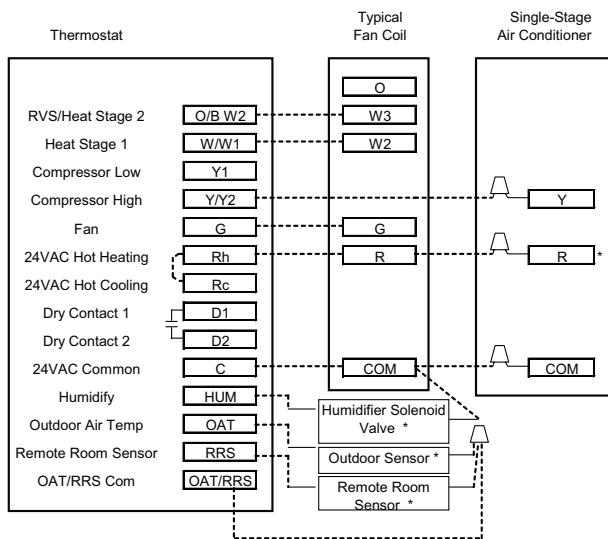 Thermostat
Typical
Fan Coil
Single-Stage
Air Conditioner
O
RVS/Heat Stage 2 O/B W2 W3
Heat Stage 1 W/W1 W2
Compressor Low Y1
Compressor High Y/Y2 Y
Fan G G
24VAC Hot Heating Rh R R *
24VAC Hot Cooling Rc
Dry Contact 1 D1
Dry Contact 2 D2
24VAC Common C COM COM
Humidify HUM
Humidifier Solenoid
Valve *
Outdoor Air Temp OAT
Outdoor Sensor *
Remote Room Sensor RRS
Remote Room
Sensor *
OAT/RRS Com OAT/RRS